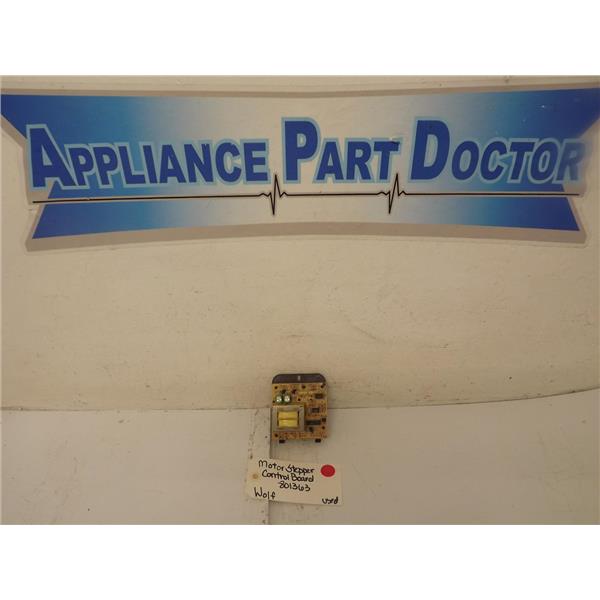 APPLIANCE PART DOCTOR
Motor Stepper
Control Board
801363
Wolf
used